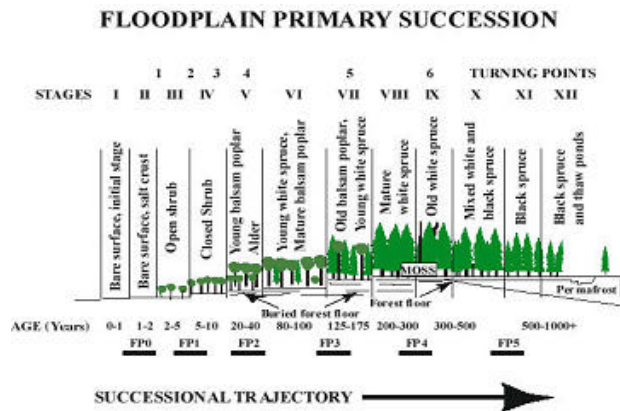 FLOODPLAIN PRIMARY SUCCESSION
1 2 3 4 5 6 TURNING POINTS
STAGES I II III IV V VI VII VIII IX X XI XII
Bare surface, initial stage
Bare surface, salt crust
Open shrub
Closed Shrub
Young balsam poplar
Alder
Young white spruce,
Mature balsam poplar
Old balsam poplar,
Young white spruce
Mature
white spruce
Old white spruce
Mixed white and
black spruce
Black spruce
Black spruce
and thaw ponds
MOSS
Buried forest floor
Forest floor
Permafrost
AGE (Years) 0-1 1-2 2-5 5-10 20-40 80-100 125-175 200-300 300-500 500-1000+
FP0 FP1 FP2 FP3 FP4 FP5
SUCCESSIONAL TRAJECTORY